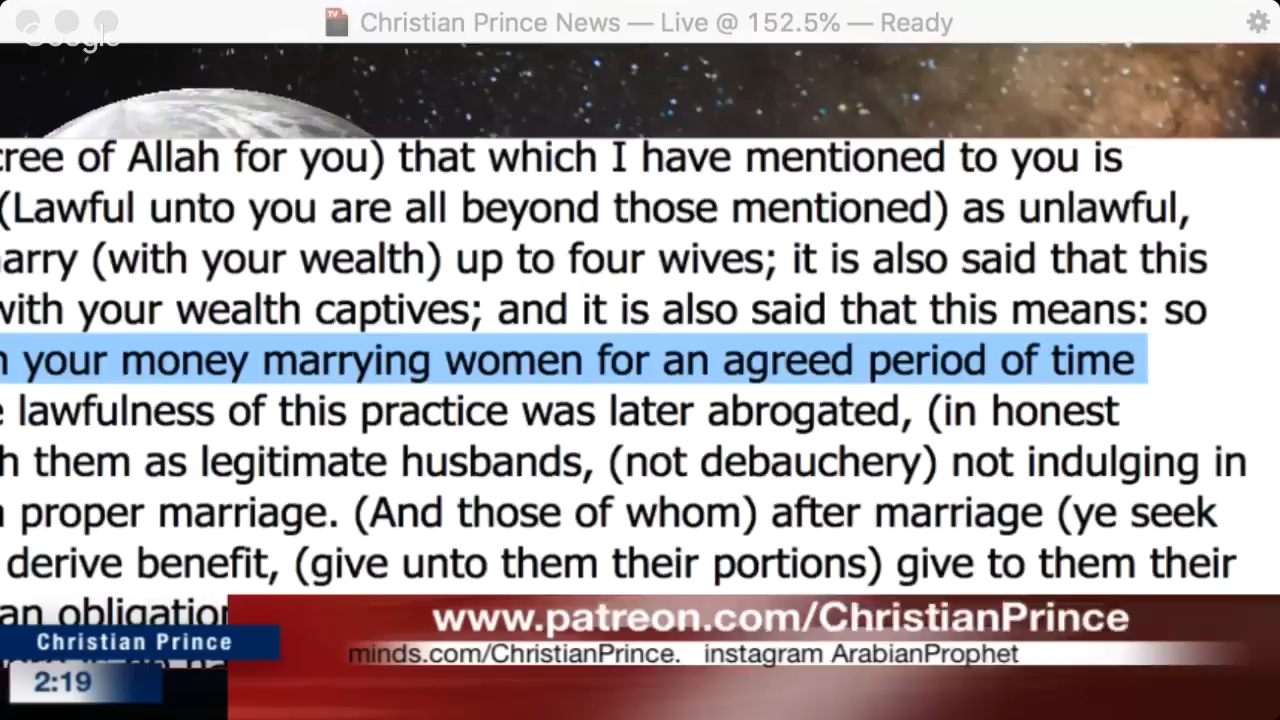 Christian Prince News — Live @ 152.5% — Ready
Google
cree of Allah for you) that which I have mentioned to you is
(Lawful unto you are all beyond those mentioned) as unlawful,
arry (with your wealth) up to four wives; it is also said that this
with your wealth captives; and it is also said that this means: so
your money marrying women for an agreed period of time
lawfulness of this practice was later abrogated, (in honest
h them as legitimate husbands, (not debauchery) not indulging in
proper marriage. (And those of whom) after marriage (ye seek
derive benefit, (give unto them their portions) give to them their
an obligation
www.patreon.com/ChristianPrince
Christian Prince
minds.com/ChristianPrince. instagram ArabianProphet
2:19